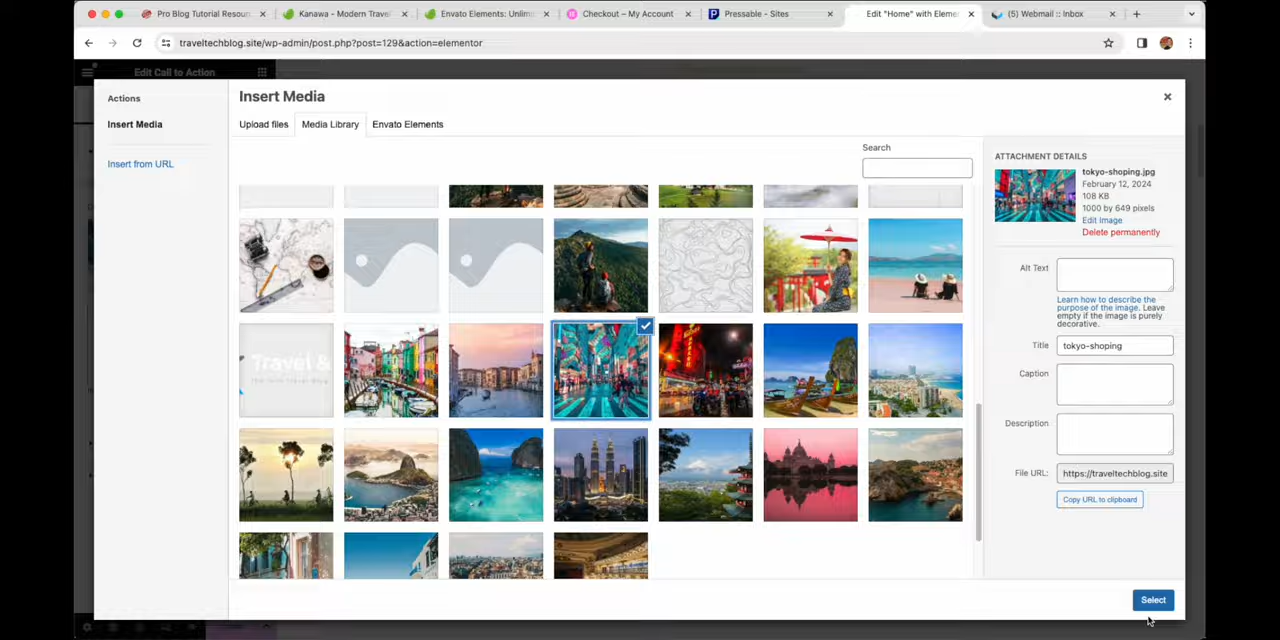 Pro Blog Tutorial Resour
Kanawa - Modern Travel
Envato Elements: Unlim
Checkout – My Account
Pressable - Sites
Edit "Home" with Eleme
(5) Webmail :: Inbox
traveltechblog.site/wp-admin/post.php?post=129&action=elementor
Edit Call to Action
Actions
Insert Media
Insert from URL
Insert Media
Upload files
Media Library
Envato Elements
Search
Travel &
ATTACHMENT DETAILS
tokyo-shoping.jpg
February 12, 2024
108 KB
1000 by 649 pixels
Edit Image
Delete permanently
Alt Text
Learn how to describe the
purpose of the image. Leave
empty if the image is purely
decorative.
Title
tokyo-shoping
Caption
Description
File URL:
https://traveltechblog.site
Copy URL to clipboard
Select